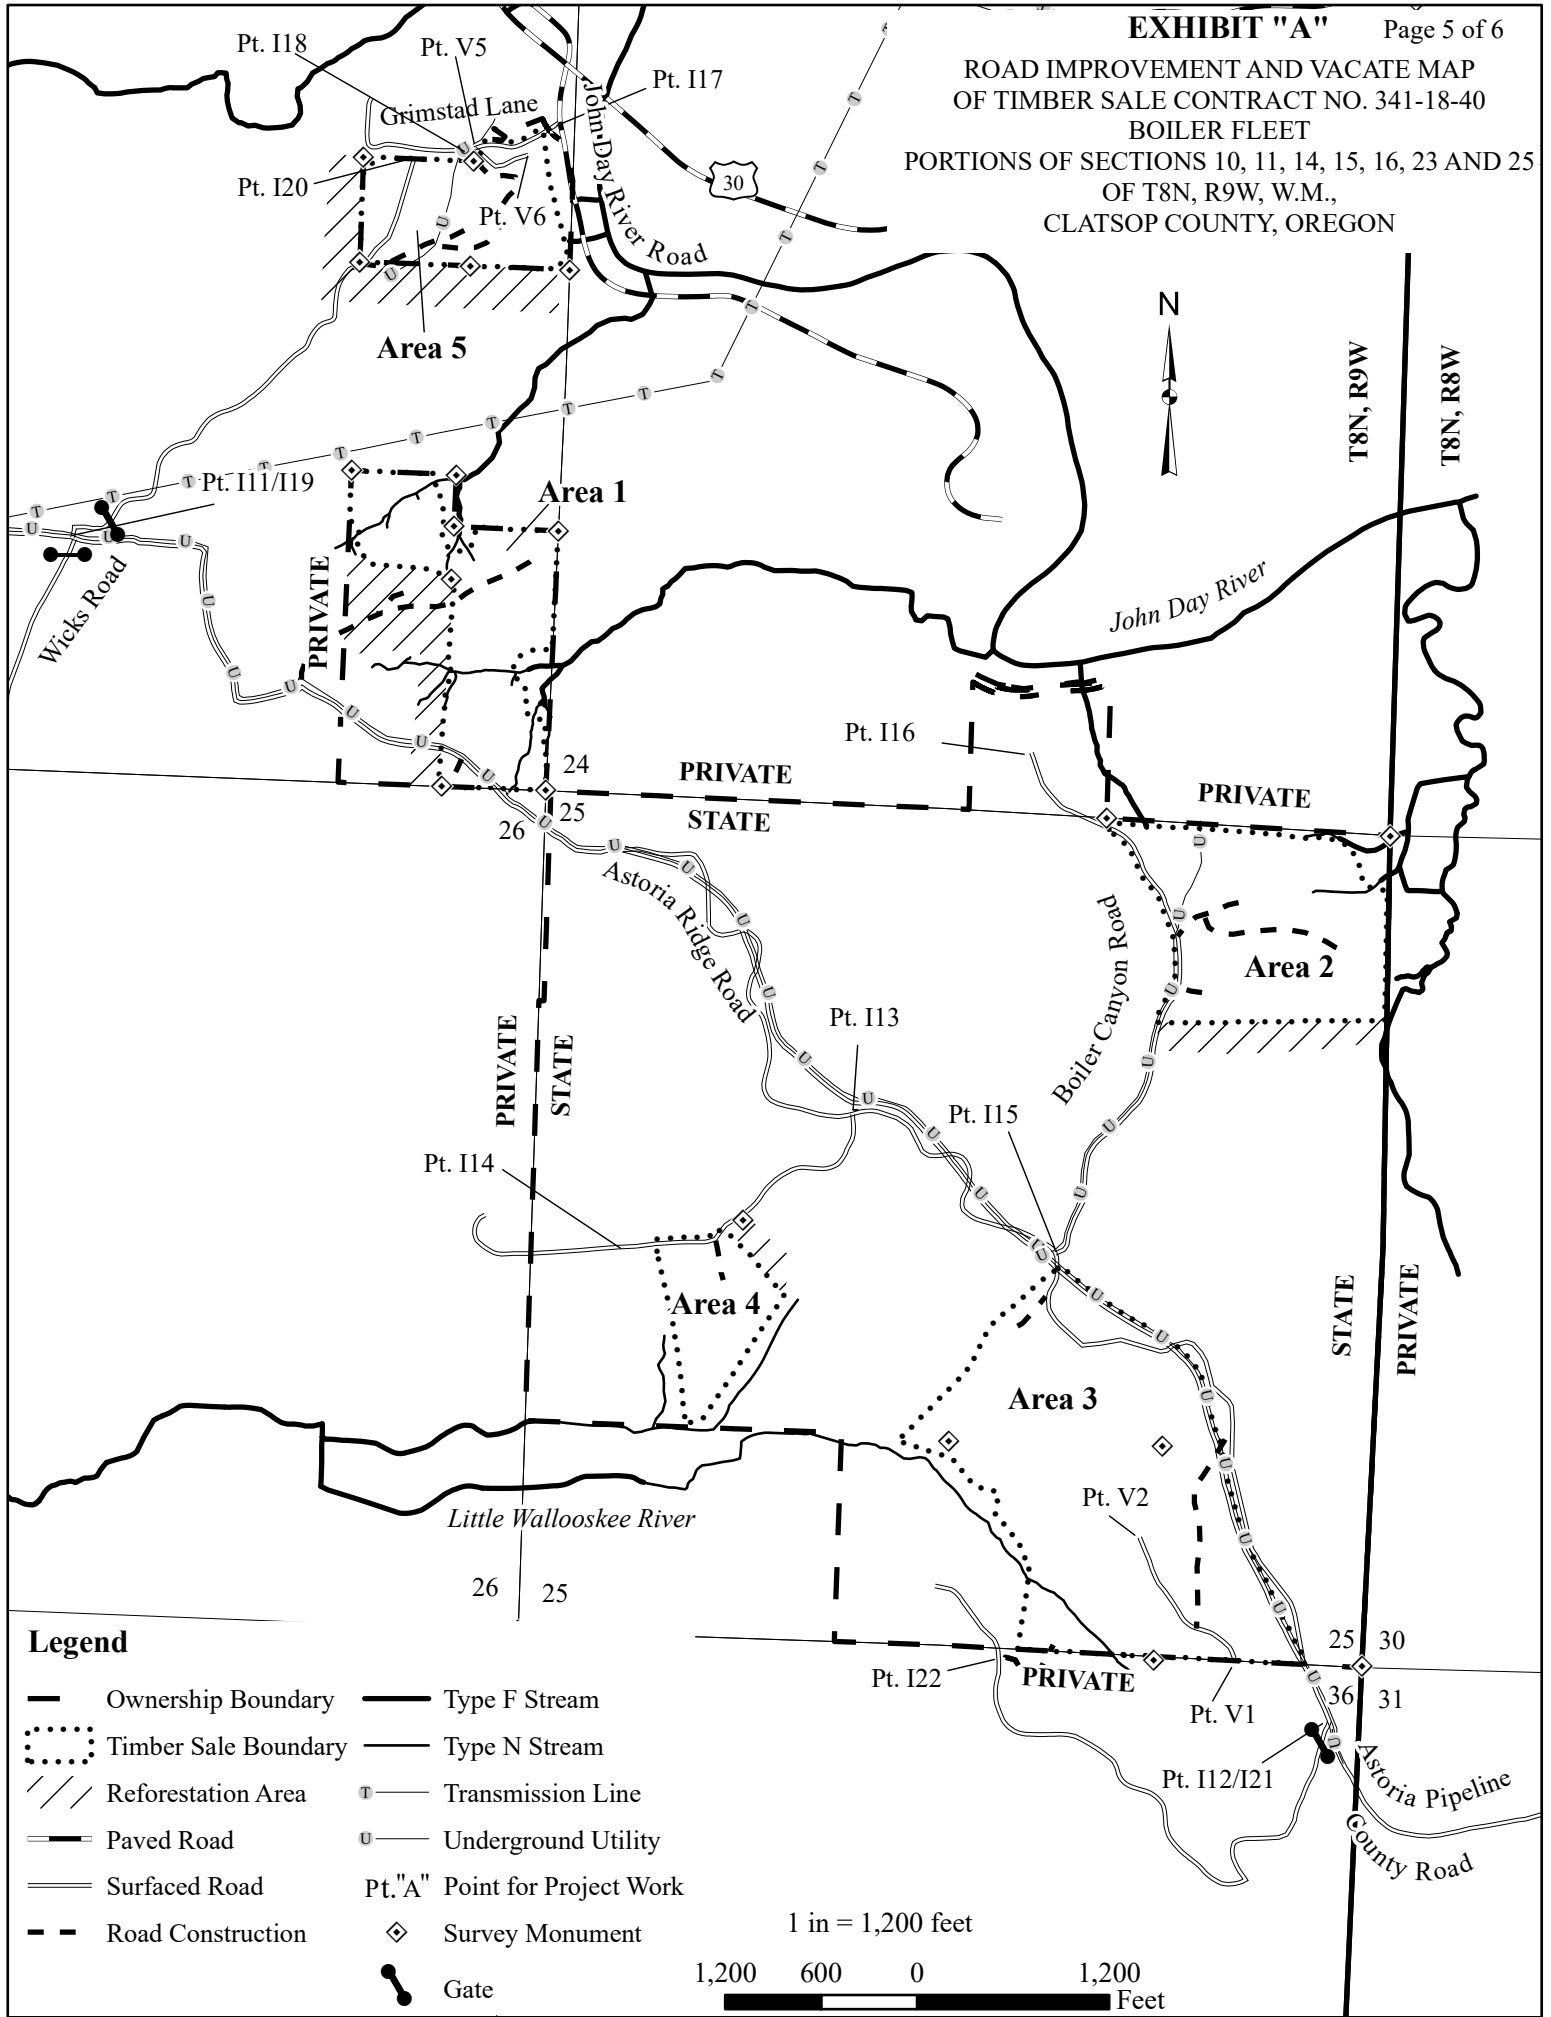 EXHIBIT "A"
Page 5 of 6
ROAD IMPROVEMENT AND VACATE MAP
OF TIMBER SALE CONTRACT NO. 341-18-40
BOILER FLEET
PORTIONS OF SECTIONS 10, 11, 14, 15, 16, 23 AND 25
OF T8N, R9W, W.M.,
CLATSOP COUNTY, OREGON
Pt. I18
Pt. V5
Pt. I17
Grimstad Lane
John Day River Road
30
Pt. I20
Pt. V6
Area 5
N
T8N, R9W
T8N, R8W
Pt. I11/I19
Area 1
Wicks Road
PRIVATE
John Day River
Pt. I16
24
25
26
PRIVATE
STATE
PRIVATE
Astoria Ridge Road
Boiler Canyon Road
Area 2
PRIVATE
STATE
Pt. I13
Pt. I15
Pt. I14
Area 4
STATE
PRIVATE
Area 3
Pt. V2
Little Wallooskee River
26
25
25
30
36
31
Pt. I22
PRIVATE
Pt. V1
Pt. I12/I21
Astoria Pipeline
County Road
Legend
Ownership Boundary
Timber Sale Boundary
Reforestation Area
Paved Road
Surfaced Road
Road Construction
Type F Stream
Type N Stream
T Transmission Line
U Underground Utility
Pt."A" Point for Project Work
Survey Monument
Gate
1 in = 1,200 feet
1,200 600 0 1,200
Feet